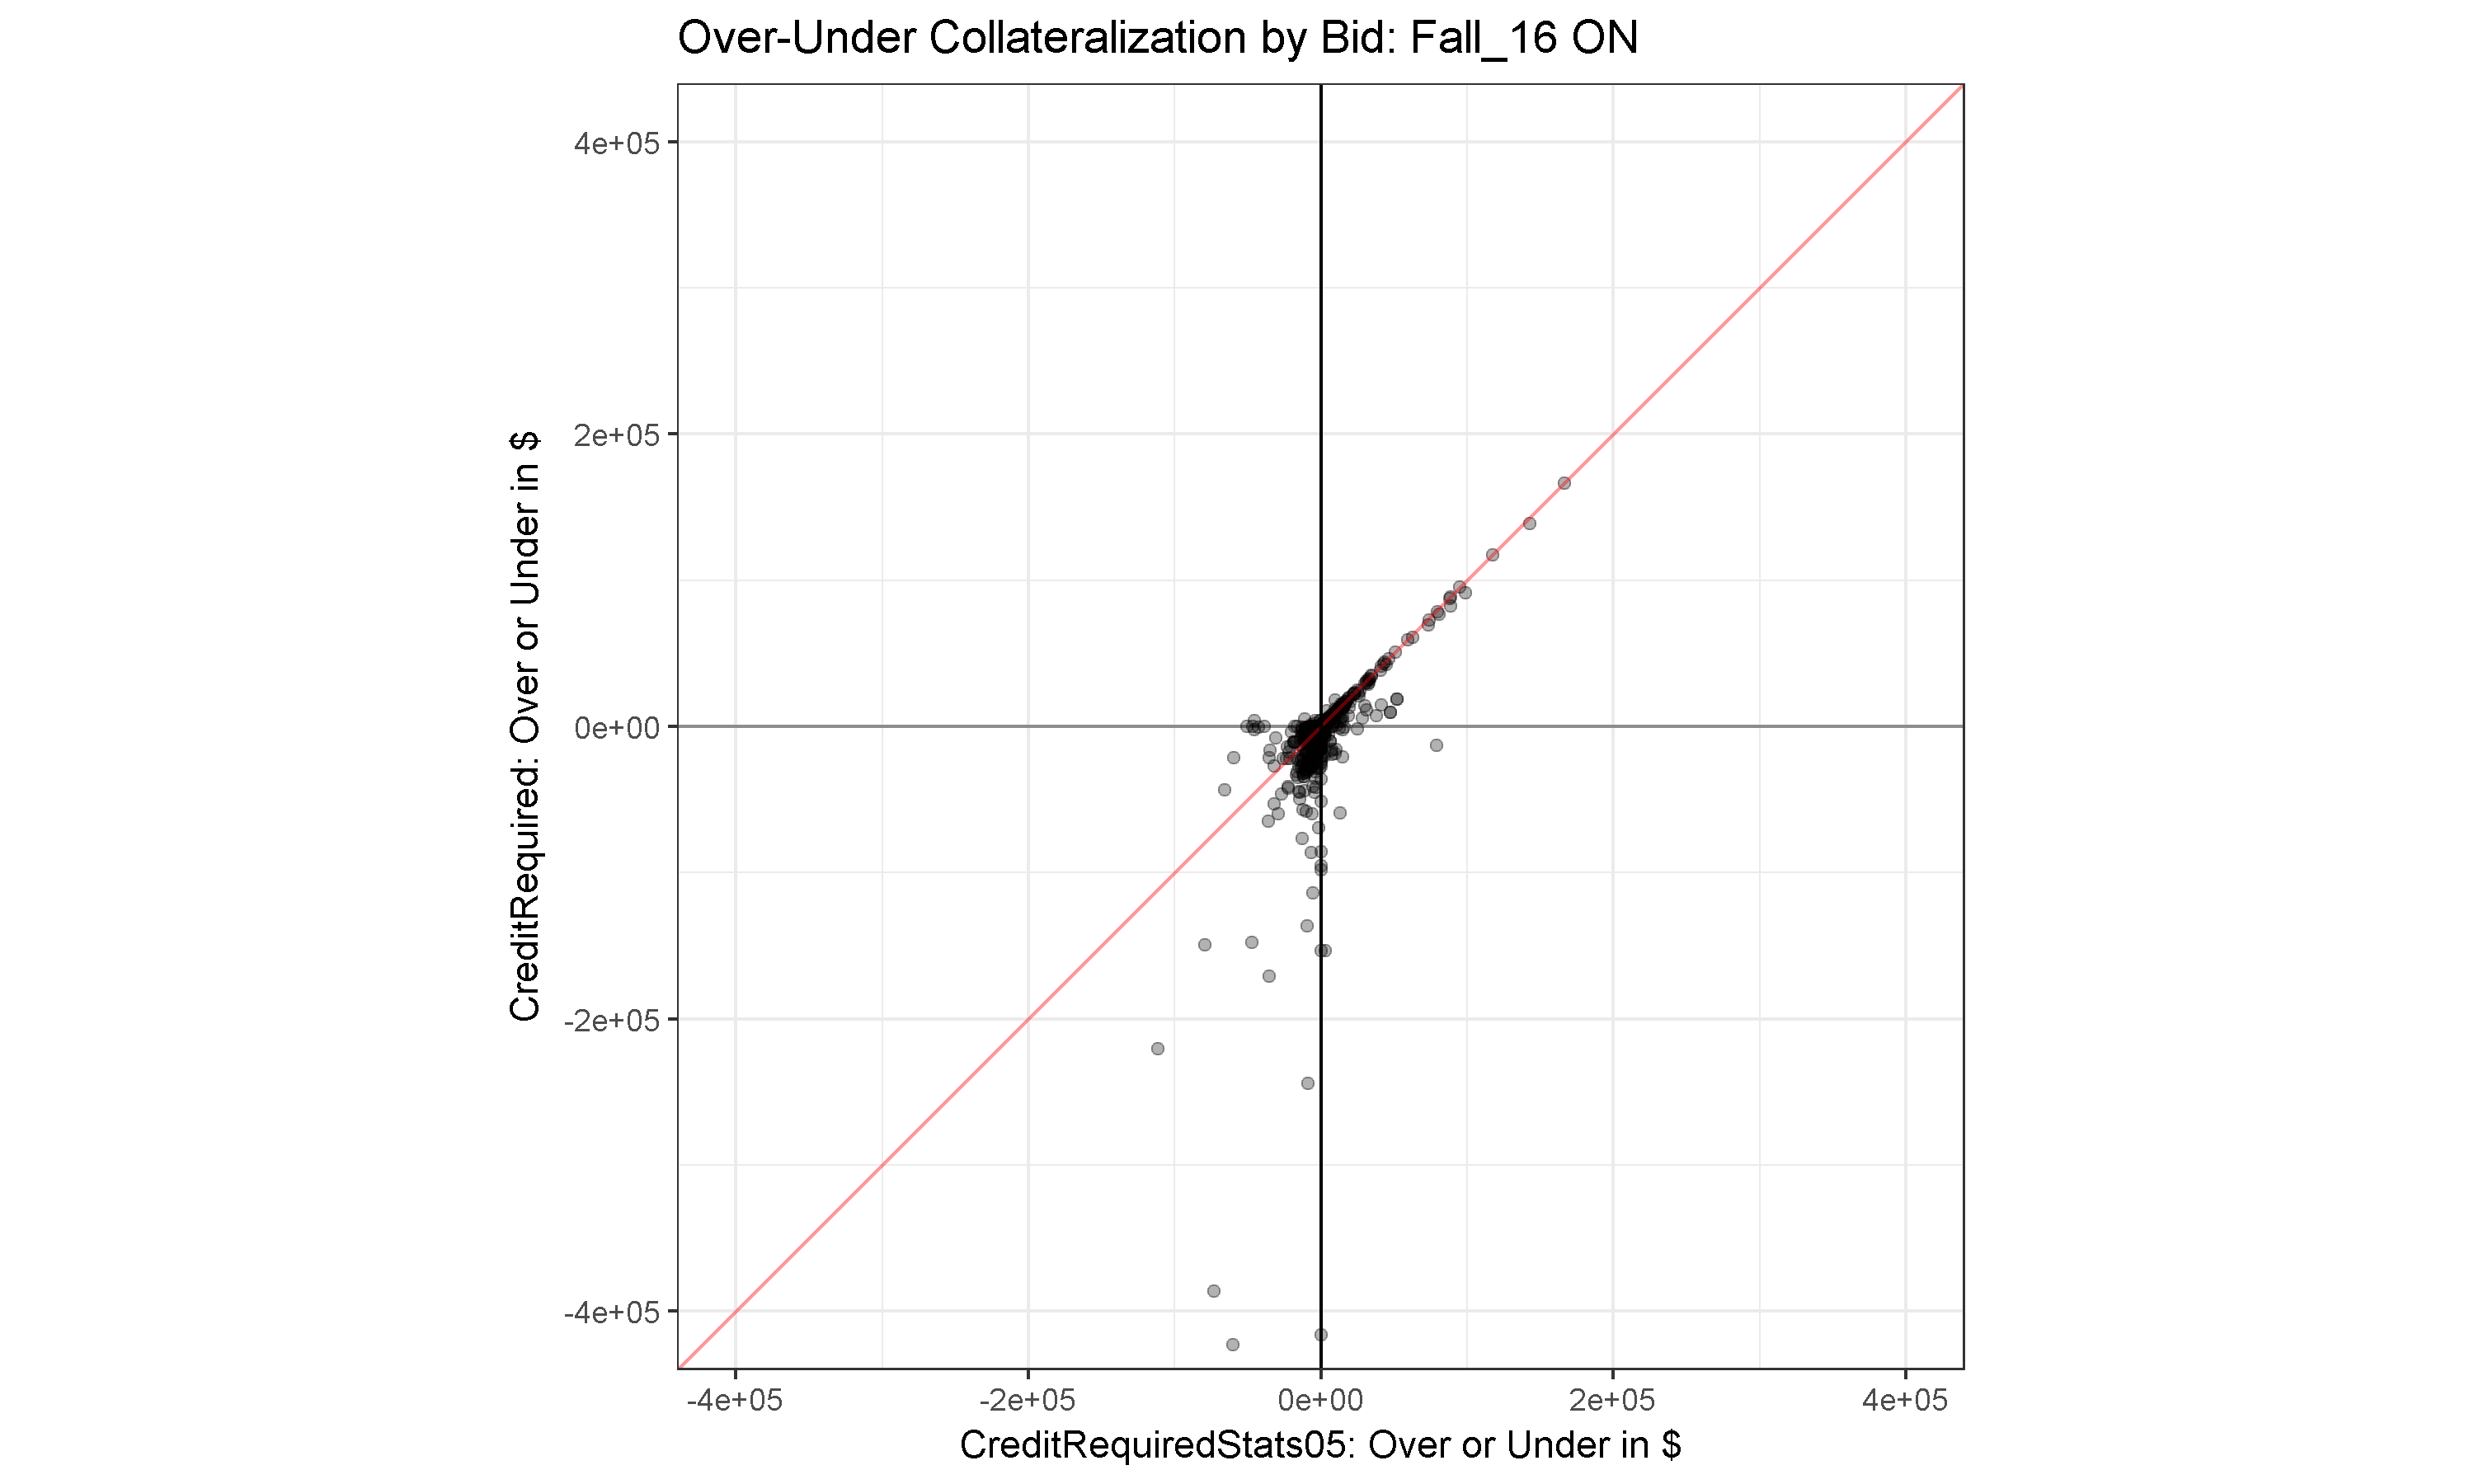 Over-Under Collateralization by Bid: Fall_16 ON
CreditRequired: Over or Under in $
4e+05
2e+05
0e+00
-2e+05
-4e+05
-4e+05
-2e+05
0e+00
2e+05
4e+05
CreditRequiredStats05: Over or Under in $